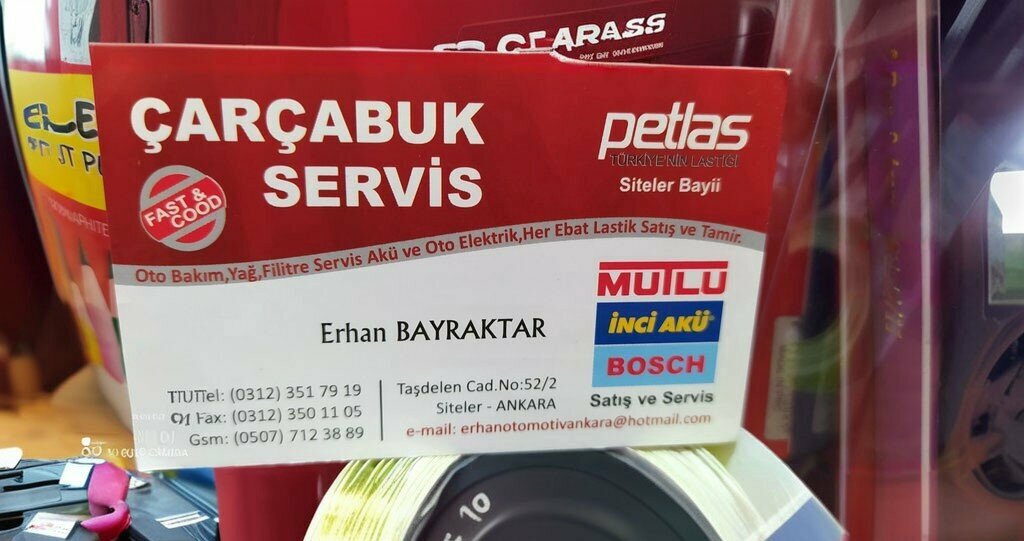 ÇARÇABUK
SERVİS
FAST &
COOD
petlas
TÜRKİYE'NİN LASTİĞİ
Siteler Bayii
Oto Bakım,Yağ,Filitre Servis Akü ve Oto Elektrik,Her Ebat Lastik Satış ve Tamir.
Erhan BAYRAKTAR
MUTLU
İNCİ AKÜ
BOSCH
Satış ve Servis
Tel: (0312) 351 79 19
Fax: (0312) 350 11 05
Gsm: (0507) 712 38 89
Taşdelen Cad.No:52/2
Siteler - ANKARA
e-mail: erhanotomotivankara@hotmail.com
10